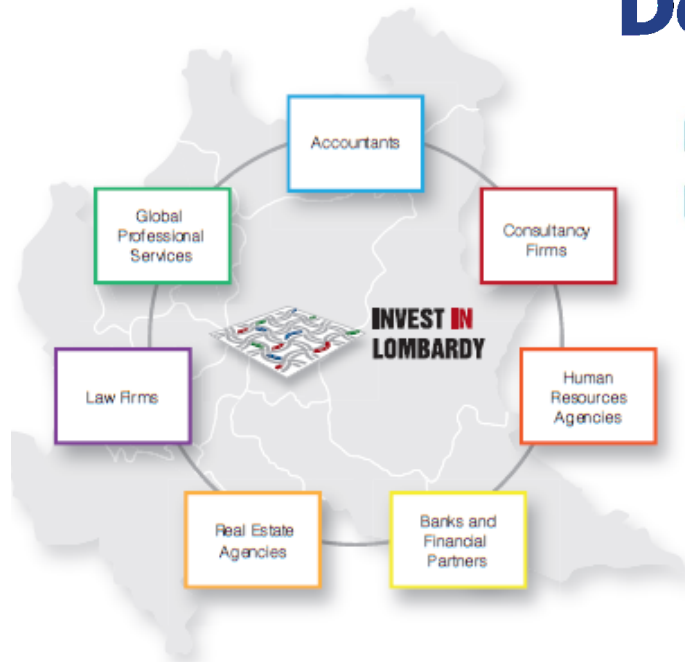 Accountants
Global
Professional
Services
Consultancy
Firms
INVEST IN
LOMBARDY
Law Firms
Human
Resources
Agencies
Real Estate
Agencies
Banks and
Financial
Partners